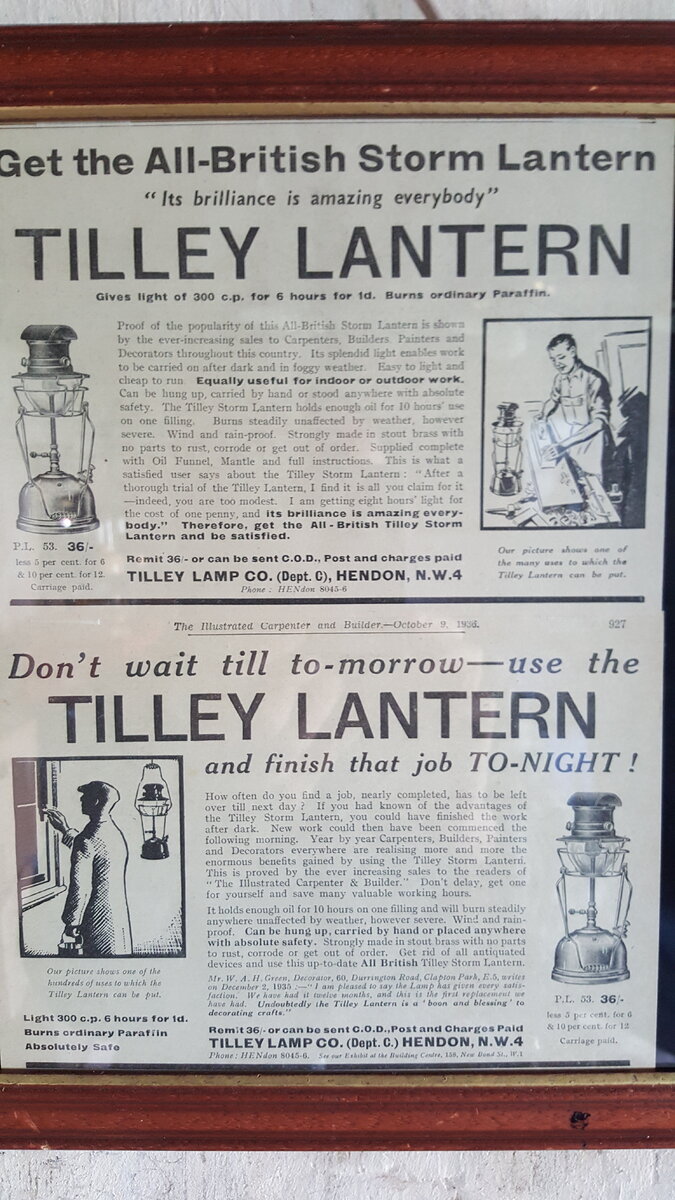 Get the All-British Storm Lantern
“Its brilliance is amazing everybody”
TILLEY LANTERN
Gives light of 300 c.p. for 6 hours for 1d. Burns ordinary Paraffin.
Proof of the popularity of this All-British Storm Lantern is shown
by the ever-increasing sales to Carpenters, Builders, Painters and
Decorators throughout this country. Its splendid light enables work
to be carried on after dark and in foggy weather. Easy to light and
cheap to run. Equally useful for indoor or outdoor work.
Can be hung up, carried by hand or stood anywhere with absolute
safety. The Tilley Storm Lantern holds enough oil for 10 hours' use
on one filling. Burns steadily unaffected by weather, however
severe. Wind and rain-proof. Strongly made in stout brass with
no parts to rust, corrode or get out of order. Supplied complete
with Oil Funnel, Mantle and full instructions. This is what a
satisfied user says about the Tilley Storm Lantern : “After a
thorough trial of the Tilley Lantern, I find it is all you claim for it
—indeed, you are too modest. I am getting eight hours' light for
the cost of one penny, and its brilliance is amazing every-
body.” Therefore, get the All-British Tilley Storm
Lantern and be satisfied.
P.L. 53. 36/-
less 5 per cent. for 6
& 10 per cent. for 12.
Carriage paid.
Remit 36/- or can be sent C.O.D., Post and charges paid
TILLEY LAMP CO. (Dept. C), HENDON, N.W.4
Phone : HENdon 8045-6
Our picture shows one of
the many uses to which the
Tilley Lantern can be put.
The Illustrated Carpenter and Builder.—October 9, 1936.
927
Don't wait till to-morrow—use the
TILLEY LANTERN
and finish that job TO-NIGHT !
How often do you find a job, nearly completed, has to be left
over till next day ? If you had known of the advantages of
the Tilley Storm Lantern, you could have finished the work
after dark. New work could then have been commenced the
following morning. Year by year Carpenters, Builders, Painters
and Decorators everywhere are realising more and more the
enormous benefits gained by using the Tilley Storm Lantern.
This is proved by the ever increasing sales to the readers of
“The Illustrated Carpenter & Builder.” Don't delay, get one
for yourself and save many valuable working hours.
It holds enough oil for 10 hours on one filling and will burn steadily
anywhere unaffected by weather, however severe. Wind and rain-
proof. Can be hung up, carried by hand or placed anywhere
with absolute safety. Strongly made in stout brass with no parts
to rust, corrode or get out of order. Get rid of all antiquated
devices and use this up-to-date All British Tilley Storm Lantern.
Mr. W. A. H. Green, Decorator, 60, Durrington Road, Clapton Park, E.5, writes
on December 2, 1935 :—“I am pleased to say the Lamp has given every satis-
faction. We have had it twelve months, and this is the first replacement we
have had. Undoubtedly the Tilley Lantern is a 'boon and blessing' to
decorating crafts.”
Our picture shows one of the
hundreds of uses to which the
Tilley Lantern can be put.
Light 300 c.p. 6 hours for 1d.
Burns ordinary Paraffin
Absolutely Safe
Remit 36/- or can be sent C.O.D., Post and Charges Paid
TILLEY LAMP CO. (Dept. C.) HENDON, N.W.4
Phone: HENdon 8045-6. See our Exhibit at the Building Centre, 158, New Bond St., W.1
P.L. 53. 36/-
less 5 per cent. for 6
& 10 per cent. for 12
Carriage paid.